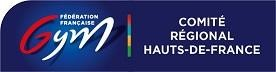 FÉDÉRATION
FRANÇAISE
Gym
COMITÉ
RÉGIONAL
HAUTS-DE-FRANCE